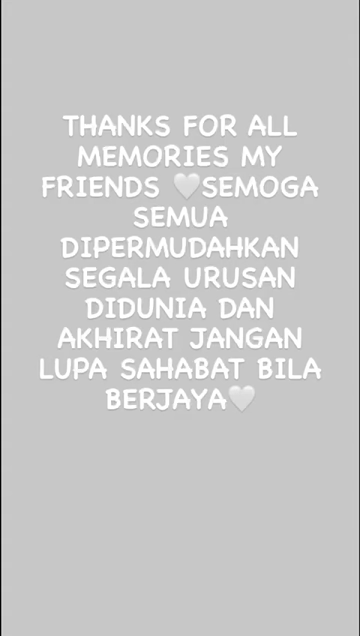 THANKS FOR ALL
MEMORIES MY
FRIENDS 🤍SEMOGA
SEMUA
DIPERMUDAHKAN
SEGALA URUSAN
DIDUNIA DAN
AKHIRAT JANGAN
LUPA SAHABAT BILA
BERJAYA🤍